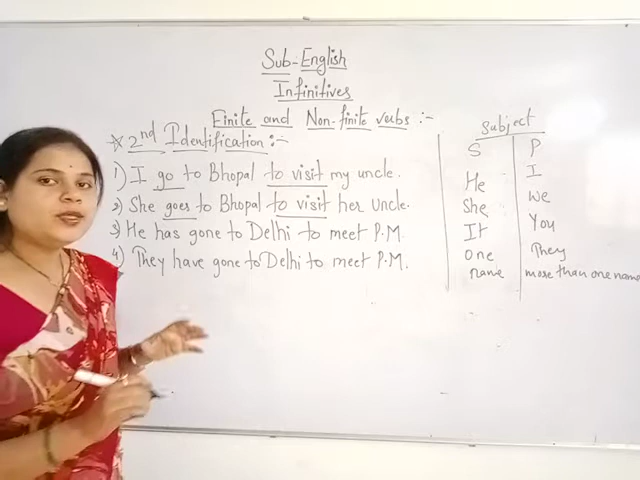 Sub:- English
Infinitives
Finite and Non-finite verbs :-
* 2nd Identification :-
1) I go to Bhopal to visit my uncle.
2) She goes to Bhopal to visit her Uncle.
3) He has gone to Delhi to meet P.M.
4) They have gone to Delhi to meet P.M.
Subject
S P
He I
She We
It You
One name They
more than one name